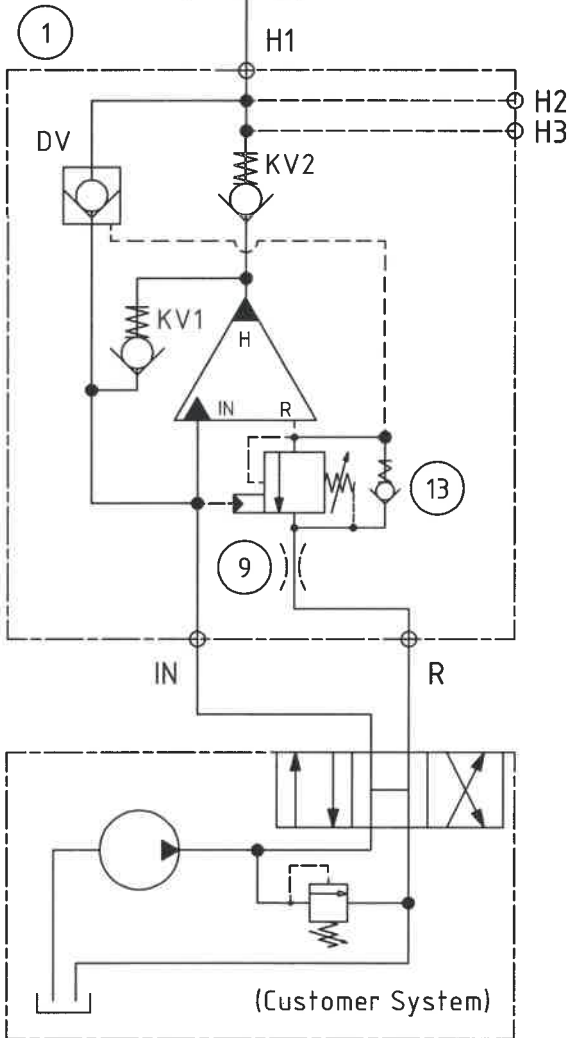 1
H1
H2
H3
DV
KV2
KV1
H
IN
R
13
9
IN
R
(Customer System)